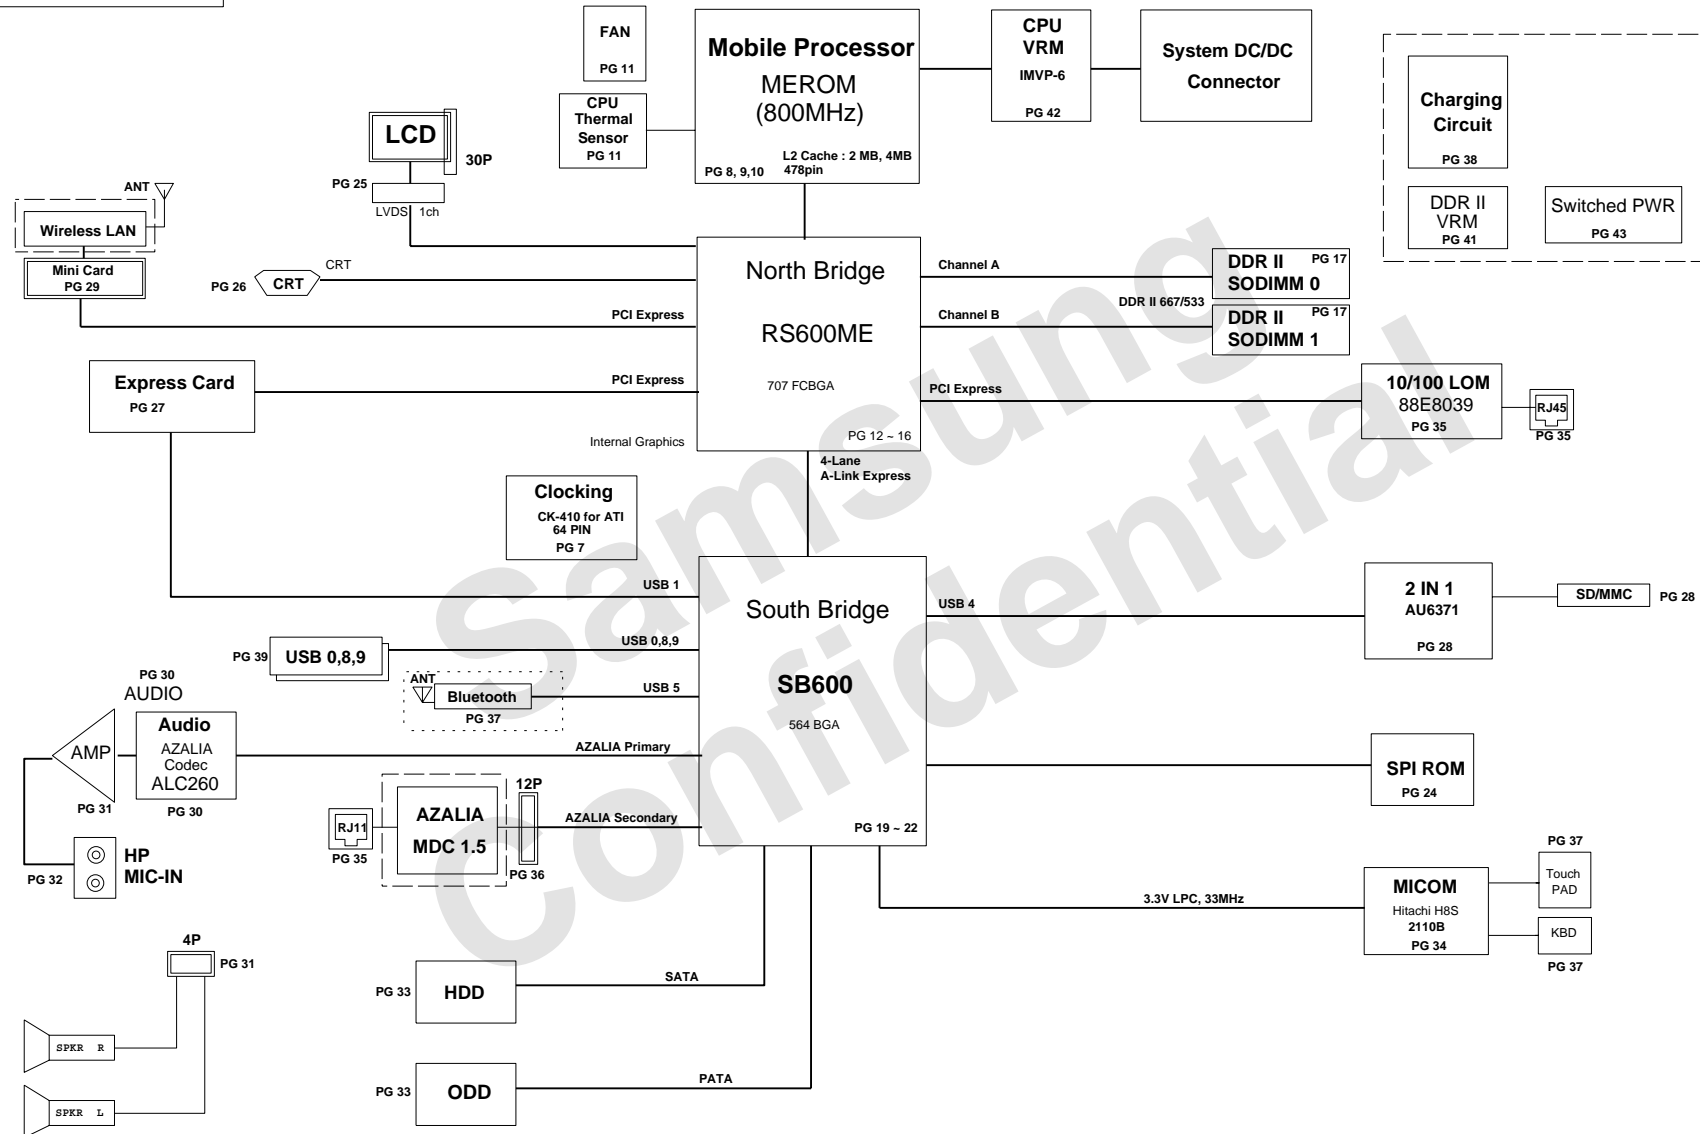 FAN
PG 11
Mobile Processor
MEROM
(800MHz)
L2 Cache : 2 MB, 4MB
478pin
PG 8, 9,10
CPU
VRM
IMVP-6
PG 42
System DC/DC
Connector
Charging
Circuit
PG 38
DDR II
VRM
PG 41
Switched PWR
PG 43
CPU
Thermal
Sensor
PG 11
LCD
30P
PG 25
LVDS 1ch
ANT
Wireless LAN
Mini Card
PG 29
PG 26
CRT
CRT
PCI Express
North Bridge
RS600ME
707 FCBGA
PG 12 ~ 16
Channel A
DDR II 667/533
Channel B
DDR II
SODIMM 0
PG 17
DDR II
SODIMM 1
PG 17
Express Card
PG 27
PCI Express
PCI Express
10/100 LOM
88E8039
PG 35
RJ45
PG 35
Internal Graphics
4-Lane
A-Link Express
Clocking
CK-410 for ATI
64 PIN
PG 7
USB 1
South Bridge
SB600
564 BGA
PG 19 ~ 22
USB 4
2 IN 1
AU6371
PG 28
SD/MMC
PG 28
PG 39
USB 0,8,9
USB 0,8,9
ANT
Bluetooth
PG 37
USB 5
PG 30
AUDIO
AMP
PG 31
Audio
AZALIA
Codec
ALC260
PG 30
AZALIA Primary
SPI ROM
PG 24
RJ11
PG 35
AZALIA
MDC 1.5
12P
PG 36
AZALIA Secondary
HP
MIC-IN
PG 32
3.3V LPC, 33MHz
MICOM
Hitachi H8S
2110B
PG 34
PG 37
Touch
PAD
KBD
PG 37
4P
PG 31
SPKR R
SPKR L
PG 33
HDD
SATA
PG 33
ODD
PATA
Samsung
Confidential